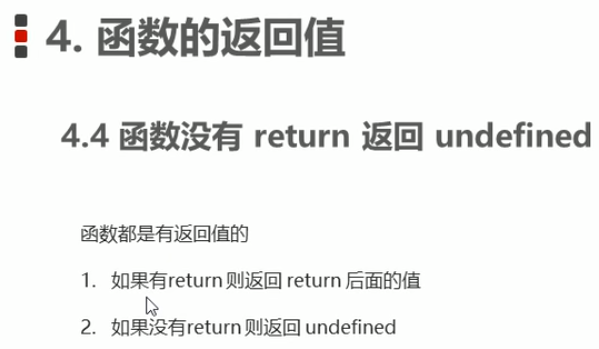 4. 函数的返回值
4.4 函数没有 return 返回 undefined
函数都是有返回值的
1. 如果有return 则返回 return 后面的值
2. 如果没有return 则返回 undefined